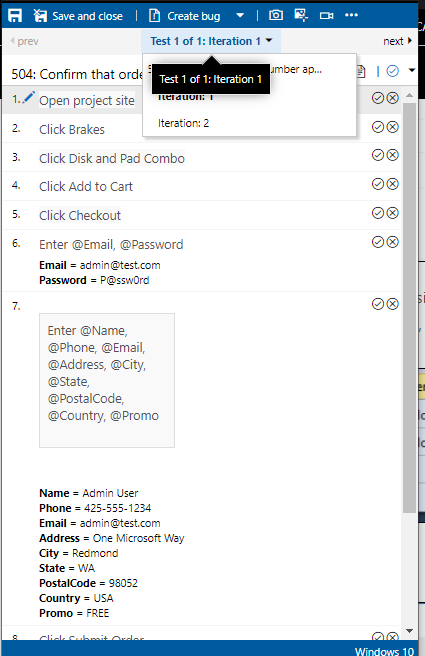 Save and close
Create bug
prev
Test 1 of 1: Iteration 1
next
504: Confirm that orde
umber ap...
Test 1 of 1: Iteration 1
Iteration: 1
Iteration: 2
1. Open project site
2. Click Brakes
3. Click Disk and Pad Combo
4. Click Add to Cart
5. Click Checkout
6. Enter @Email, @Password
Email = admin@test.com
Password = P@ssw0rd
7.
Enter @Name,
@Phone, @Email,
@Address, @City,
@State,
@PostalCode,
@Country, @Promo
Name = Admin User
Phone = 425-555-1234
Email = admin@test.com
Address = One Microsoft Way
City = Redmond
State = WA
PostalCode = 98052
Country = USA
Promo = FREE
8. Click Submit Order
Windows 10